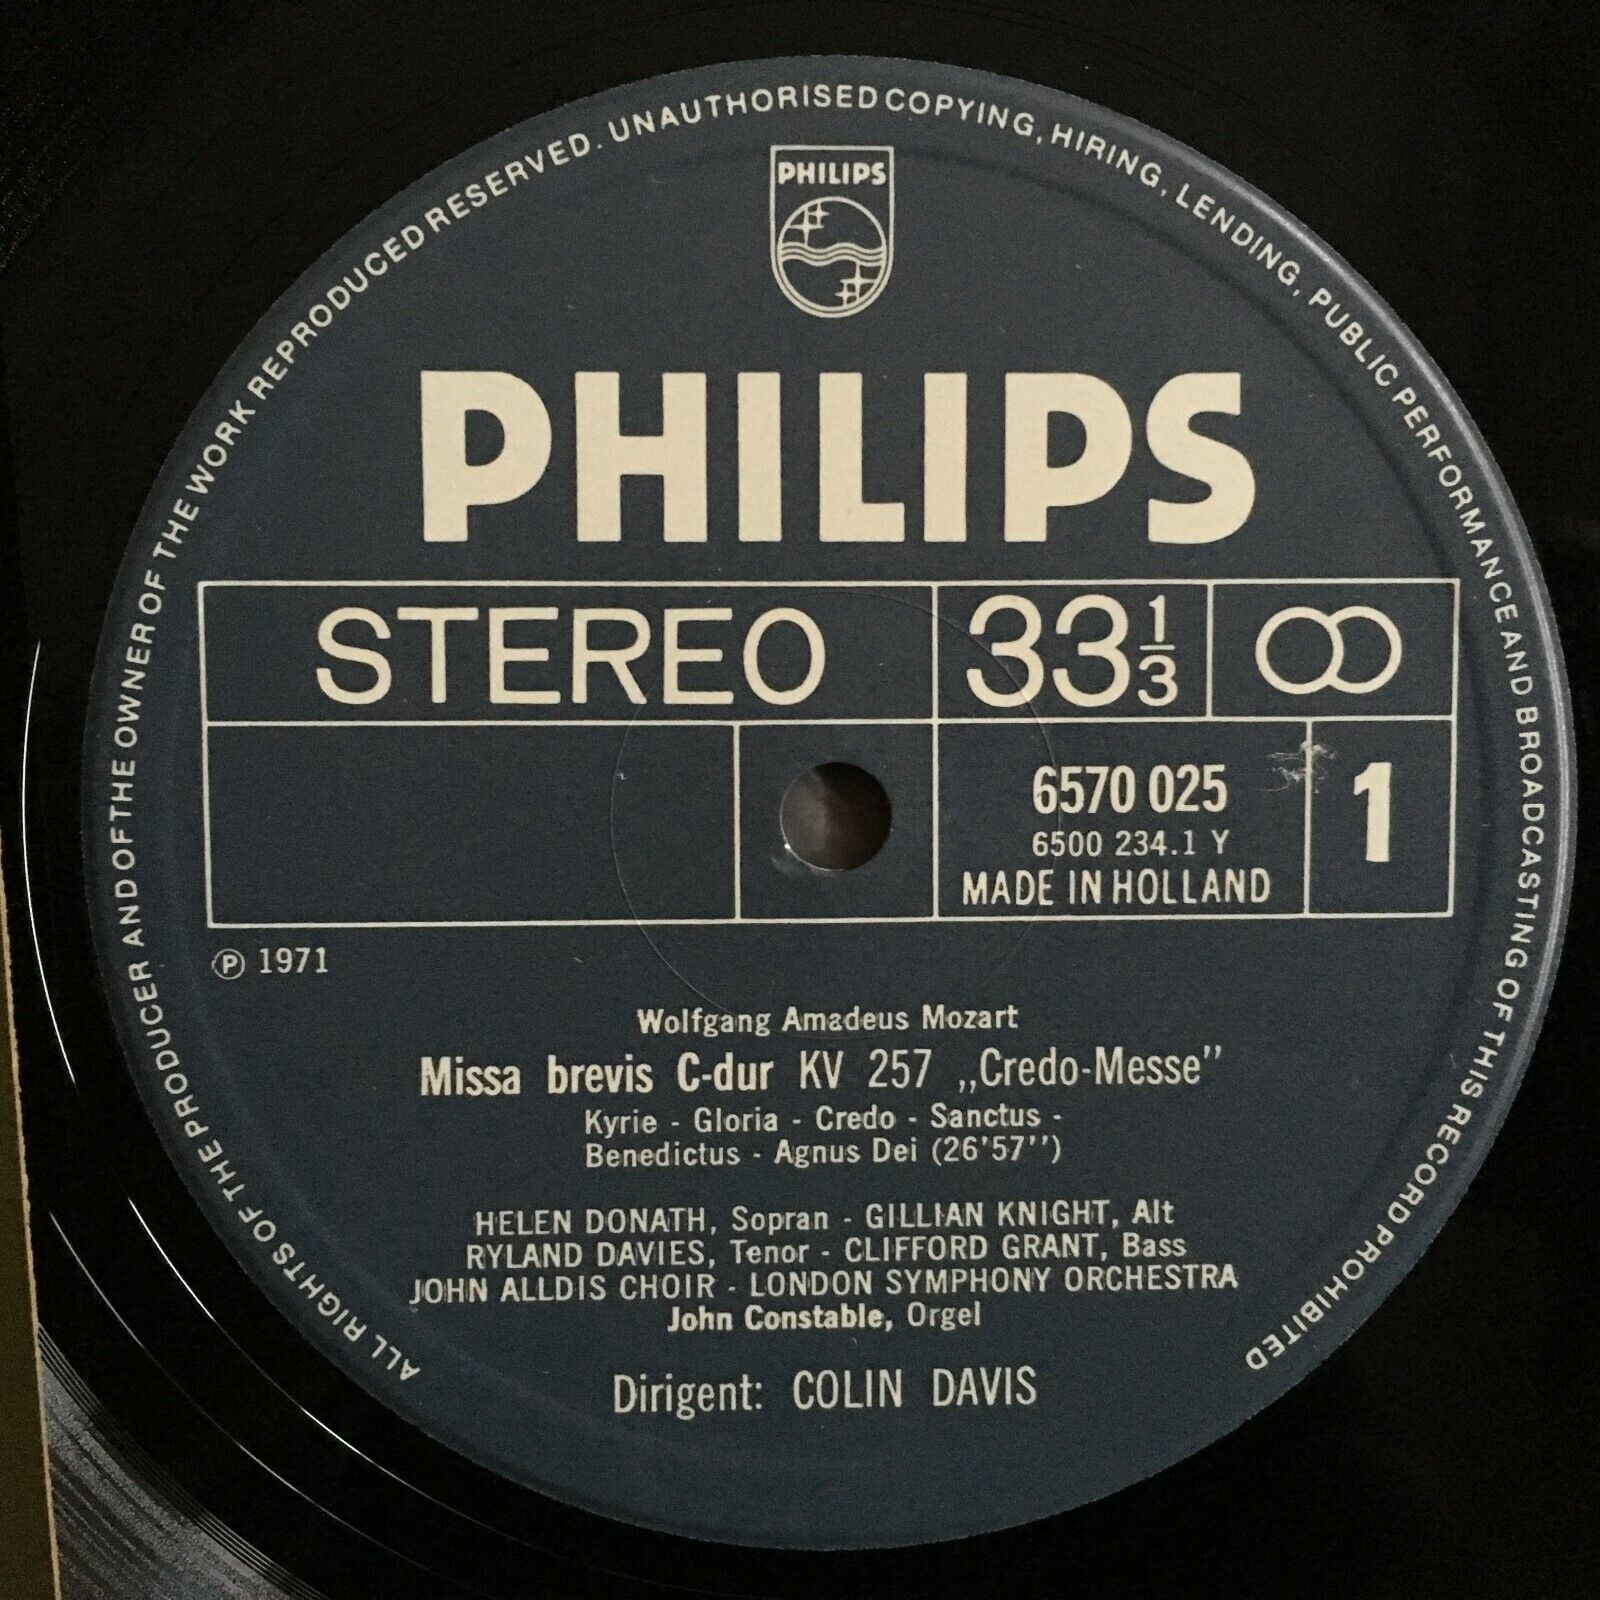 ALL RIGHTS OF THE PRODUCER AND OF THE OWNER OF THE WORK REPRODUCED RESERVED. UNAUTHORISED COPYING, HIRING, LENDING, PUBLIC PERFORMANCE AND BROADCASTING OF THIS RECORD PROHIBITED
PHILIPS
PHILIPS
STEREO 33 1/3
6570 025 1
6500 234.1 Y
MADE IN HOLLAND
Ⓟ 1971
Wolfgang Amadeus Mozart
Missa brevis C-dur KV 257 „Credo-Messe”
Kyrie - Gloria - Credo - Sanctus -
Benedictus - Agnus Dei (26'57'')
HELEN DONATH, Sopran - GILLIAN KNIGHT, Alt
RYLAND DAVIES, Tenor - CLIFFORD GRANT, Bass
JOHN ALLDIS CHOIR - LONDON SYMPHONY ORCHESTRA
John Constable, Orgel
Dirigent: COLIN DAVIS